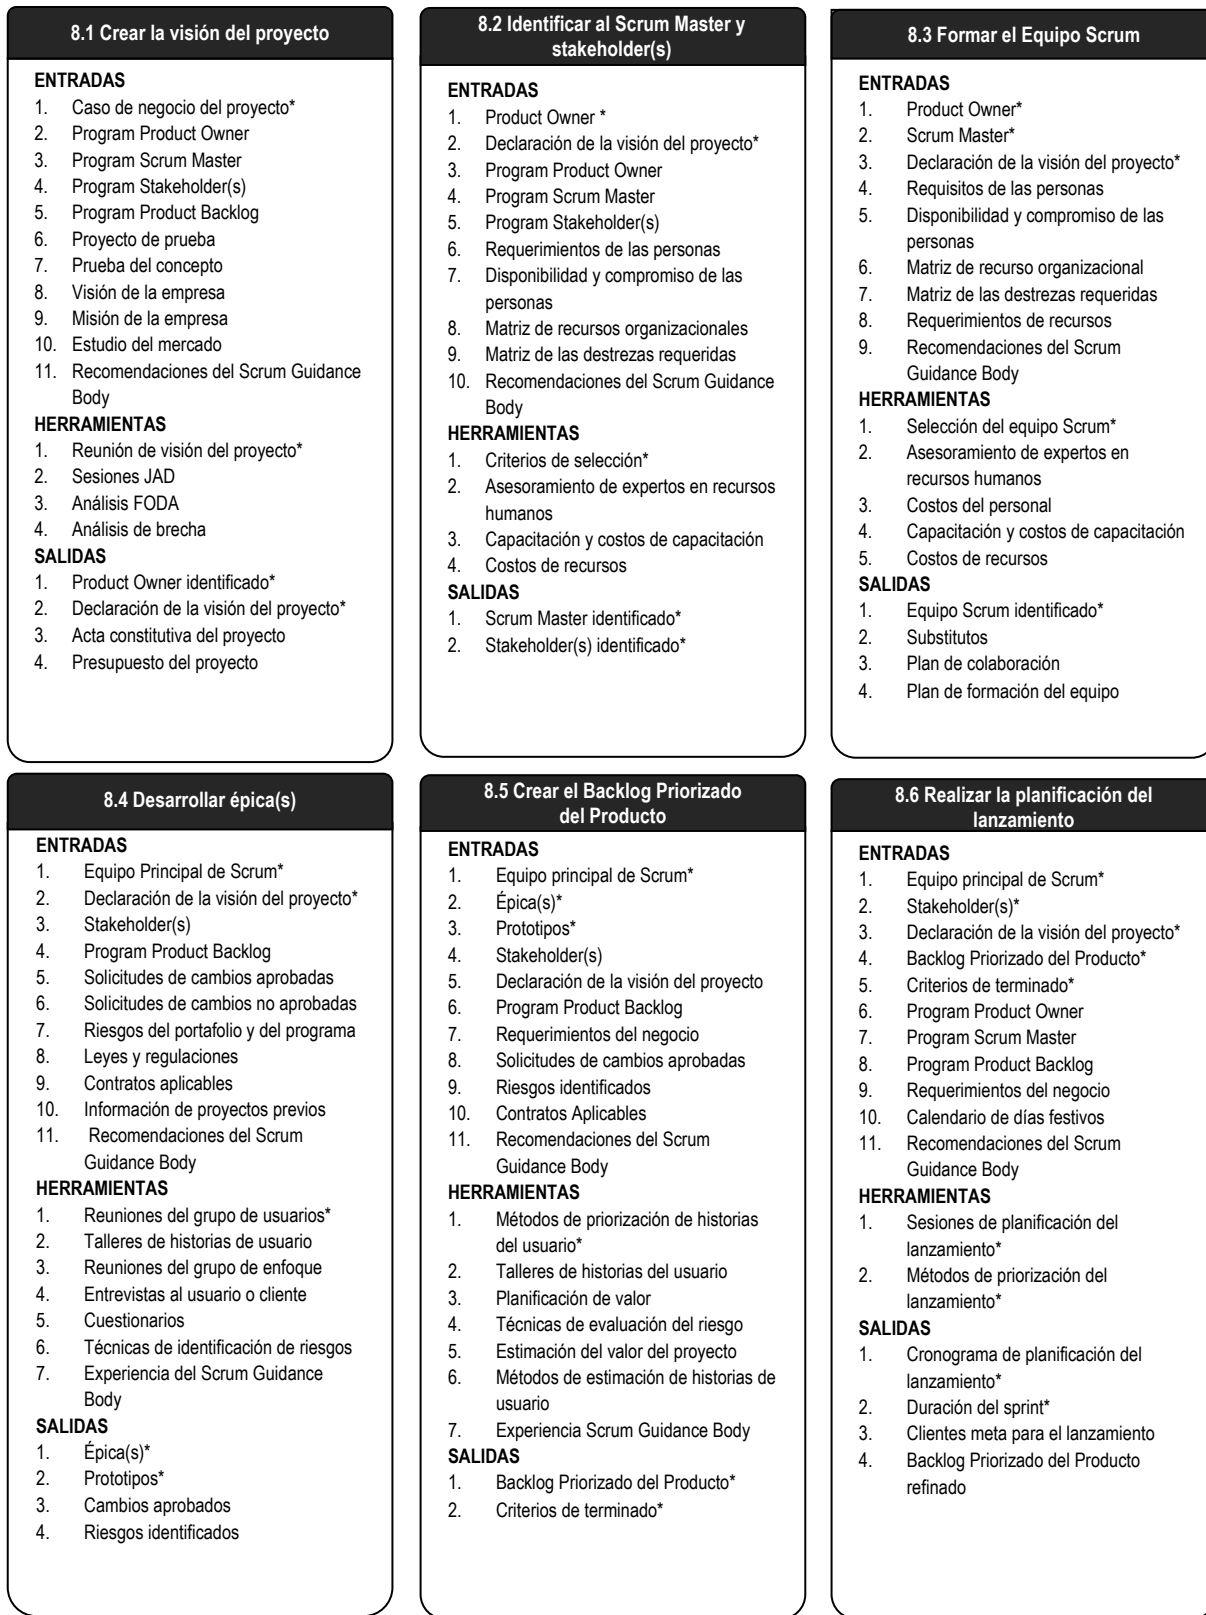 8.1 Crear la visión del proyecto
ENTRADAS
1. Caso de negocio del proyecto*
2. Program Product Owner
3. Program Scrum Master
4. Program Stakeholder(s)
5. Program Product Backlog
6. Proyecto de prueba
7. Prueba del concepto
8. Visión de la empresa
9. Misión de la empresa
10. Estudio del mercado
11. Recomendaciones del Scrum Guidance
Body
HERRAMIENTAS
1. Reunión de visión del proyecto*
2. Sesiones JAD
3. Análisis FODA
4. Análisis de brecha
SALIDAS
1. Product Owner identificado*
2. Declaración de la visión del proyecto*
3. Acta constitutiva del proyecto
4. Presupuesto del proyecto
8.2 Identificar al Scrum Master y
stakeholder(s)
ENTRADAS
1. Product Owner *
2. Declaración de la visión del proyecto*
3. Program Product Owner
4. Program Scrum Master
5. Program Stakeholder(s)
6. Requerimientos de las personas
7. Disponibilidad y compromiso de las
personas
8. Matriz de recursos organizacionales
9. Matriz de las destrezas requeridas
10. Recomendaciones del Scrum Guidance
Body
HERRAMIENTAS
1. Criterios de selección*
2. Asesoramiento de expertos en recursos
humanos
3. Capacitación y costos de capacitación
4. Costos de recursos
SALIDAS
1. Scrum Master identificado*
2. Stakeholder(s) identificado*
8.3 Formar el Equipo Scrum
ENTRADAS
1. Product Owner*
2. Scrum Master*
3. Declaración de la visión del proyecto*
4. Requisitos de las personas
5. Disponibilidad y compromiso de las
personas
6. Matriz de recurso organizacional
7. Matriz de las destrezas requeridas
8. Requerimientos de recursos
9. Recomendaciones del Scrum
Guidance Body
HERRAMIENTAS
1. Selección del equipo Scrum*
2. Asesoramiento de expertos en
recursos humanos
3. Costos del personal
4. Capacitación y costos de capacitación
5. Costos de recursos
SALIDAS
1. Equipo Scrum identificado*
2. Substitutos
3. Plan de colaboración
4. Plan de formación del equipo
8.4 Desarrollar épica(s)
ENTRADAS
1. Equipo Principal de Scrum*
2. Declaración de la visión del proyecto*
3. Stakeholder(s)
4. Program Product Backlog
5. Solicitudes de cambios aprobadas
6. Solicitudes de cambios no aprobadas
7. Riesgos del portafolio y del programa
8. Leyes y regulaciones
9. Contratos aplicables
10. Información de proyectos previos
11. Recomendaciones del Scrum
Guidance Body
HERRAMIENTAS
1. Reuniones del grupo de usuarios*
2. Talleres de historias de usuario
3. Reuniones del grupo de enfoque
4. Entrevistas al usuario o cliente
5. Cuestionarios
6. Técnicas de identificación de riesgos
7. Experiencia del Scrum Guidance
Body
SALIDAS
1. Épica(s)*
2. Prototipos*
3. Cambios aprobados
4. Riesgos identificados
8.5 Crear el Backlog Priorizado
del Producto
ENTRADAS
1. Equipo principal de Scrum*
2. Épica(s)*
3. Prototipos*
4. Stakeholder(s)
5. Declaración de la visión del proyecto
6. Program Product Backlog
7. Requerimientos del negocio
8. Solicitudes de cambios aprobadas
9. Riesgos identificados
10. Contratos Aplicables
11. Recomendaciones del Scrum
Guidance Body
HERRAMIENTAS
1. Métodos de priorización de historias
del usuario*
2. Talleres de historias del usuario
3. Planificación de valor
4. Técnicas de evaluación del riesgo
5. Estimación del valor del proyecto
6. Métodos de estimación de historias de
usuario
7. Experiencia Scrum Guidance Body
SALIDAS
1. Backlog Priorizado del Producto*
2. Criterios de terminado*
8.6 Realizar la planificación del
lanzamiento
ENTRADAS
1. Equipo principal de Scrum*
2. Stakeholder(s)*
3. Declaración de la visión del proyecto*
4. Backlog Priorizado del Producto*
5. Criterios de terminado*
6. Program Product Owner
7. Program Scrum Master
8. Program Product Backlog
9. Requerimientos del negocio
10. Calendario de días festivos
11. Recomendaciones del Scrum
Guidance Body
HERRAMIENTAS
1. Sesiones de planificación del
lanzamiento*
2. Métodos de priorización del
lanzamiento*
SALIDAS
1. Cronograma de planificación del
lanzamiento*
2. Duración del sprint*
3. Clientes meta para el lanzamiento
4. Backlog Priorizado del Producto
refinado